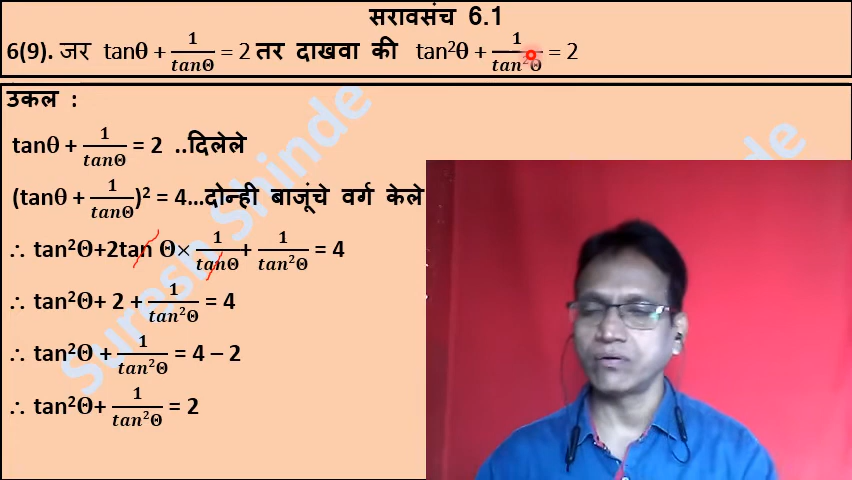 सरावसंच 6.1
6(9). जर tanθ + 1/tanΘ = 2 तर दाखवा की tan²θ + 1/tan²Θ = 2
उकल :
tanθ + 1/tanΘ = 2 ..दिलेले
(tanθ + 1/tanΘ)² = 4...दोन्ही बाजूंचे वर्ग केले
∴ tan²Θ+2tan Θ× 1/tanΘ + 1/tan²Θ = 4
∴ tan²Θ+ 2 + 1/tan²Θ = 4
∴ tan²Θ + 1/tan²Θ = 4 – 2
∴ tan²Θ+ 1/tan²Θ = 2
Suresh Shinde